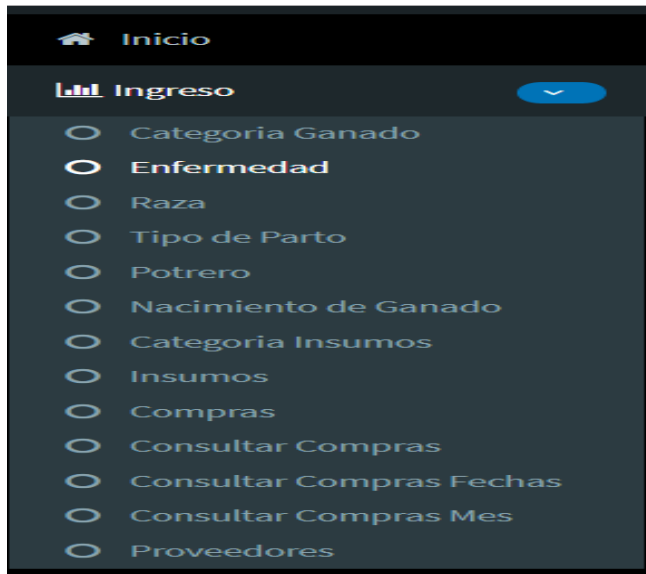 Inicio
Ingreso
Categoria Ganado
Enfermedad
Raza
Tipo de Parto
Potrero
Nacimiento de Ganado
Categoria Insumos
Insumos
Compras
Consultar Compras
Consultar Compras Fechas
Consultar Compras Mes
Proveedores